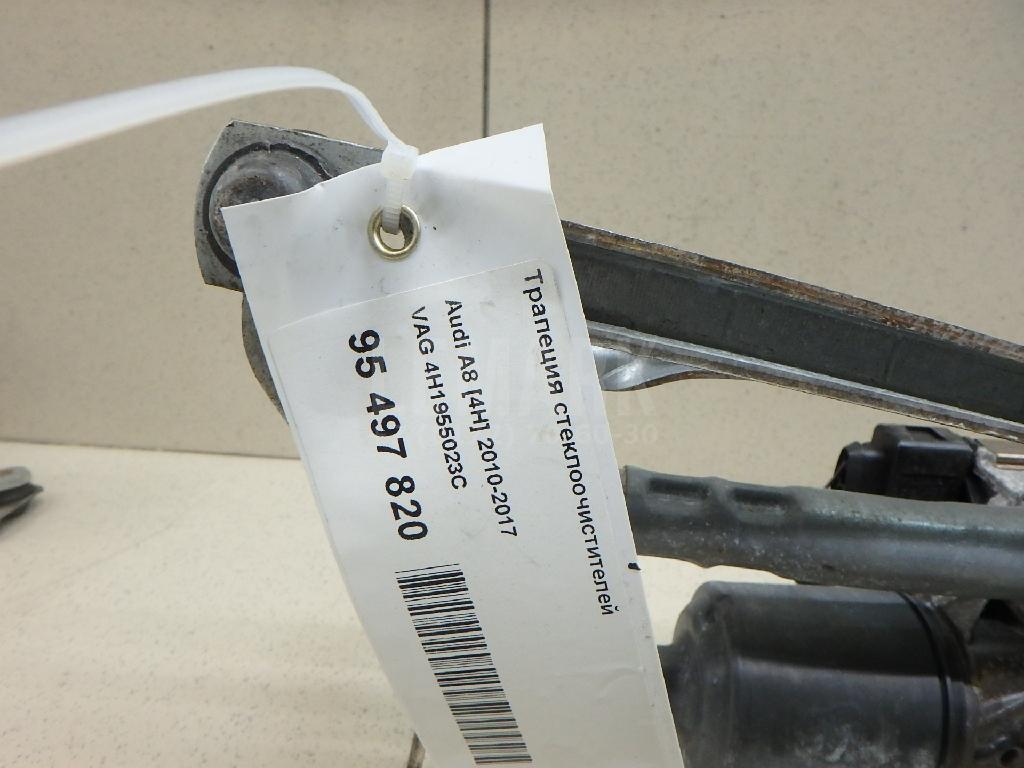 Трапеция стеклоочистителей
Audi A8 [4H] 2010-2017
VAG 4H1955023C
95 497 820